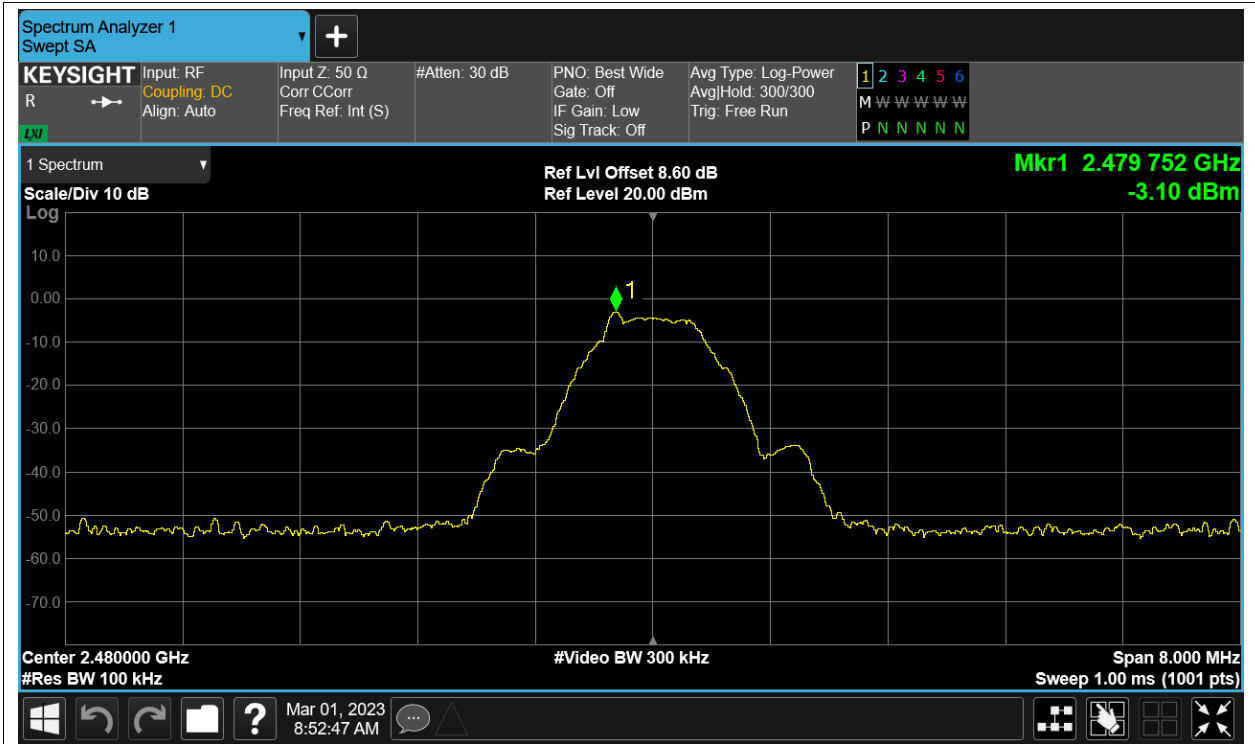 Spectrum Analyzer 1
Swept SA
KEYSIGHT
R
LXI
Input: RF
Coupling: DC
Align: Auto
Input Z: 50 Ω
Corr CCorr
Freq Ref: Int (S)
#Atten: 30 dB
PNO: Best Wide
Gate: Off
IF Gain: Low
Sig Track: Off
Avg Type: Log-Power
Avg|Hold: 300/300
Trig: Free Run
1 2 3 4 5 6
M W W W W W
P N N N N N
1 Spectrum
Scale/Div 10 dB
Log
Ref Lvl Offset 8.60 dB
Ref Level 20.00 dBm
Mkr1 2.479 752 GHz
-3.10 dBm
10.0
0.00
-10.0
-20.0
-30.0
-40.0
-50.0
-60.0
-70.0
1
Center 2.480000 GHz
#Res BW 100 kHz
#Video BW 300 kHz
Span 8.000 MHz
Sweep 1.00 ms (1001 pts)
?
Mar 01, 2023
8:52:47 AM